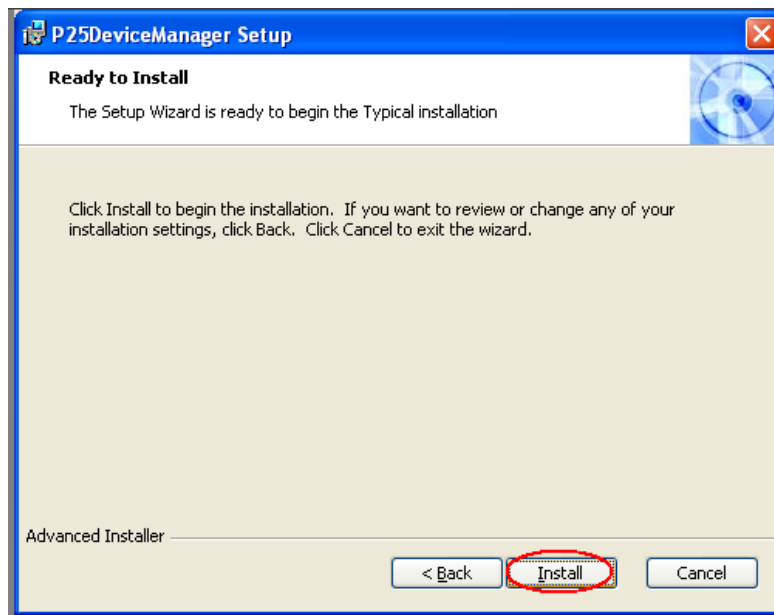 P25DeviceManager Setup
Ready to Install
The Setup Wizard is ready to begin the Typical installation
Click Install to begin the installation.  If you want to review or change any of your
installation settings, click Back.  Click Cancel to exit the wizard.
Advanced Installer
< Back Install Cancel